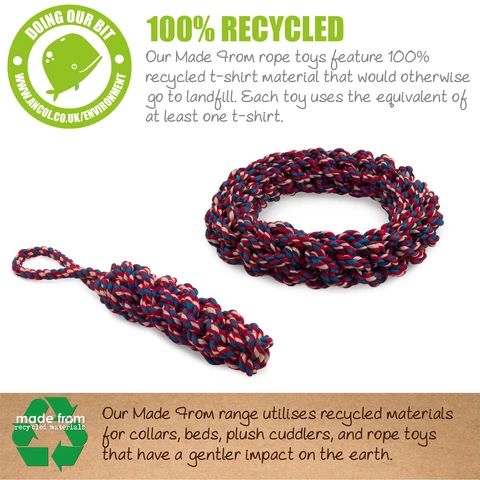 DOING OUR BIT
WWW.ANCOL.CO.UK/ENVIRONMENT
100% RECYCLED
Our Made From rope toys feature 100%
recycled t-shirt material that would otherwise
go to landfill. Each toy uses the equivalent of
at least one t-shirt.
made from
recycled materials
Our Made From range utilises recycled materials
for collars, beds, plush cuddlers, and rope toys
that have a gentler impact on the earth.